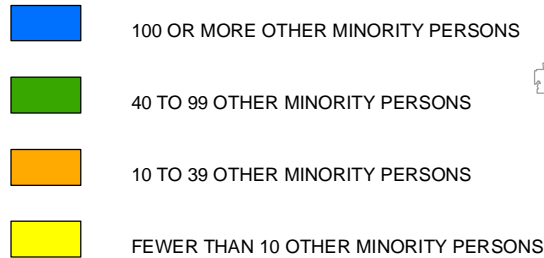 100 OR MORE OTHER MINORITY PERSONS
40 TO 99 OTHER MINORITY PERSONS
10 TO 39 OTHER MINORITY PERSONS
FEWER THAN 10 OTHER MINORITY PERSONS